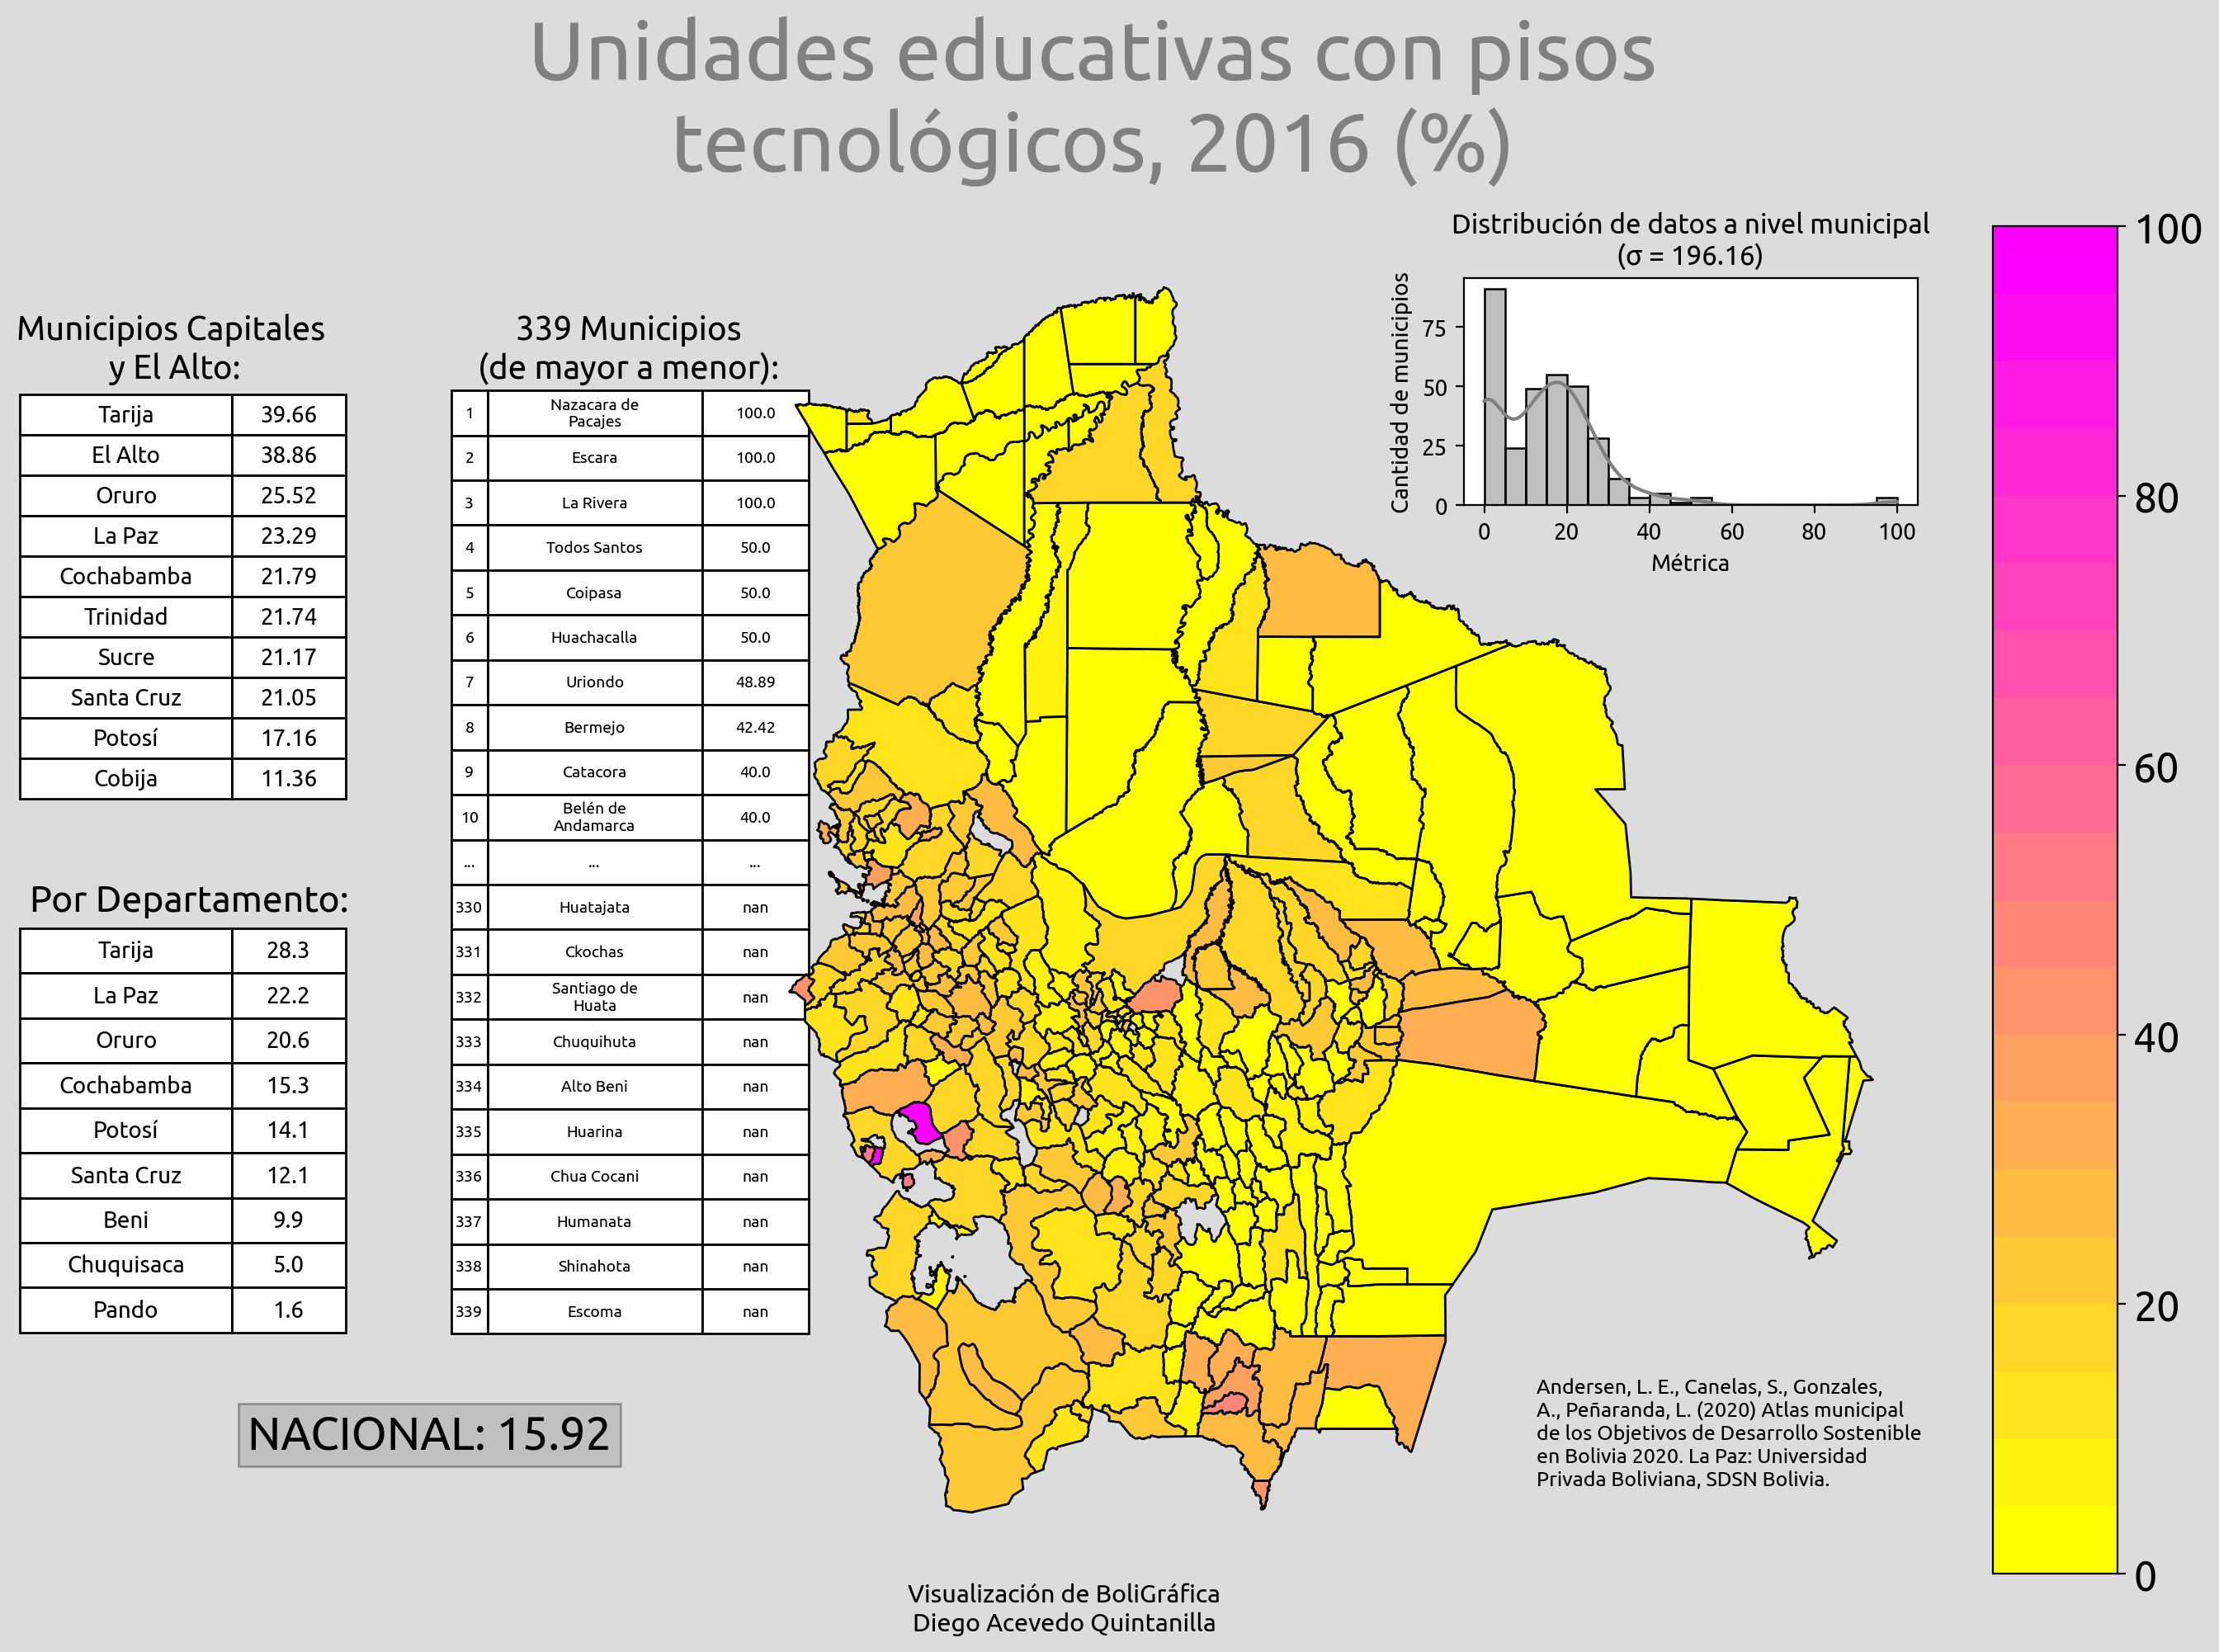 Unidades educativas con pisos
tecnológicos, 2016 (%)
Municipios Capitales
y El Alto:
Tarija 39.66
El Alto 38.86
Oruro 25.52
La Paz 23.29
Cochabamba 21.79
Trinidad 21.74
Sucre 21.17
Santa Cruz 21.05
Potosí 17.16
Cobija 11.36
Por Departamento:
Tarija 28.3
La Paz 22.2
Oruro 20.6
Cochabamba 15.3
Potosí 14.1
Santa Cruz 12.1
Beni 9.9
Chuquisaca 5.0
Pando 1.6
NACIONAL: 15.92
339 Municipios
(de mayor a menor):
1 Nazacara de
Pacajes 100.0
2 Escara 100.0
3 La Rivera 100.0
4 Todos Santos 50.0
5 Coipasa 50.0
6 Huachacalla 50.0
7 Uriondo 48.89
8 Bermejo 42.42
9 Catacora 40.0
10 Belén de
Andamarca 40.0
... ... ...
330 Huatajata nan
331 Ckochas nan
332 Santiago de
Huata nan
333 Chuquihuta nan
334 Alto Beni nan
335 Huarina nan
336 Chua Cocani nan
337 Humanata nan
338 Shinahota nan
339 Escoma nan
Distribución de datos a nivel municipal
(σ = 196.16)
Cantidad de municipios
75
50
25
0
0 20 40 60 80 100
Métrica
100
80
60
40
20
0
Andersen, L. E., Canelas, S., Gonzales,
A., Peñaranda, L. (2020) Atlas municipal
de los Objetivos de Desarrollo Sostenible
en Bolivia 2020. La Paz: Universidad
Privada Boliviana, SDSN Bolivia.
Visualización de BoliGráfica
Diego Acevedo Quintanilla